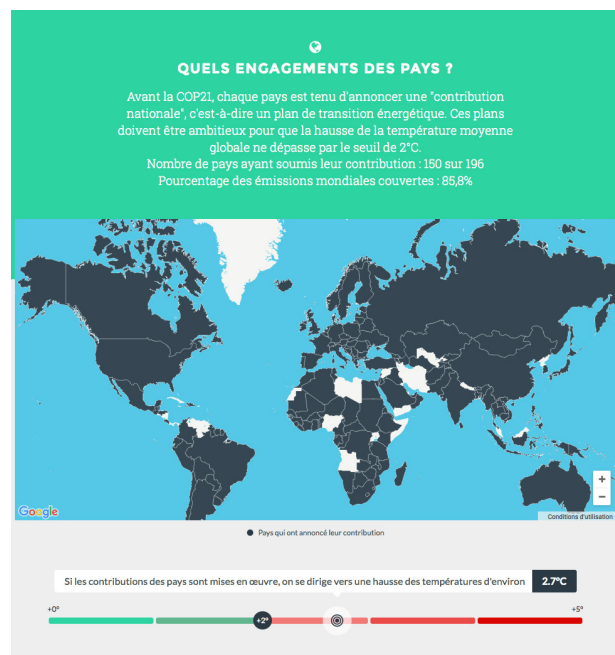 QUELS ENGAGEMENTS DES PAYS ?
Avant la COP21, chaque pays est tenu d'annoncer une "contribution
nationale", c'est-à-dire un plan de transition énergétique. Ces plans
doivent être ambitieux pour que la hausse de la température moyenne
globale ne dépasse par le seuil de 2°C.
Nombre de pays ayant soumis leur contribution : 150 sur 196
Pourcentage des émissions mondiales couvertes : 85,8%
+
−
Google
Conditions d'utilisation
Pays qui ont annoncé leur contribution
Si les contributions des pays sont mises en œuvre, on se dirige vers une hausse des températures d'environ 2.7°C
+0°
+5°
+2°